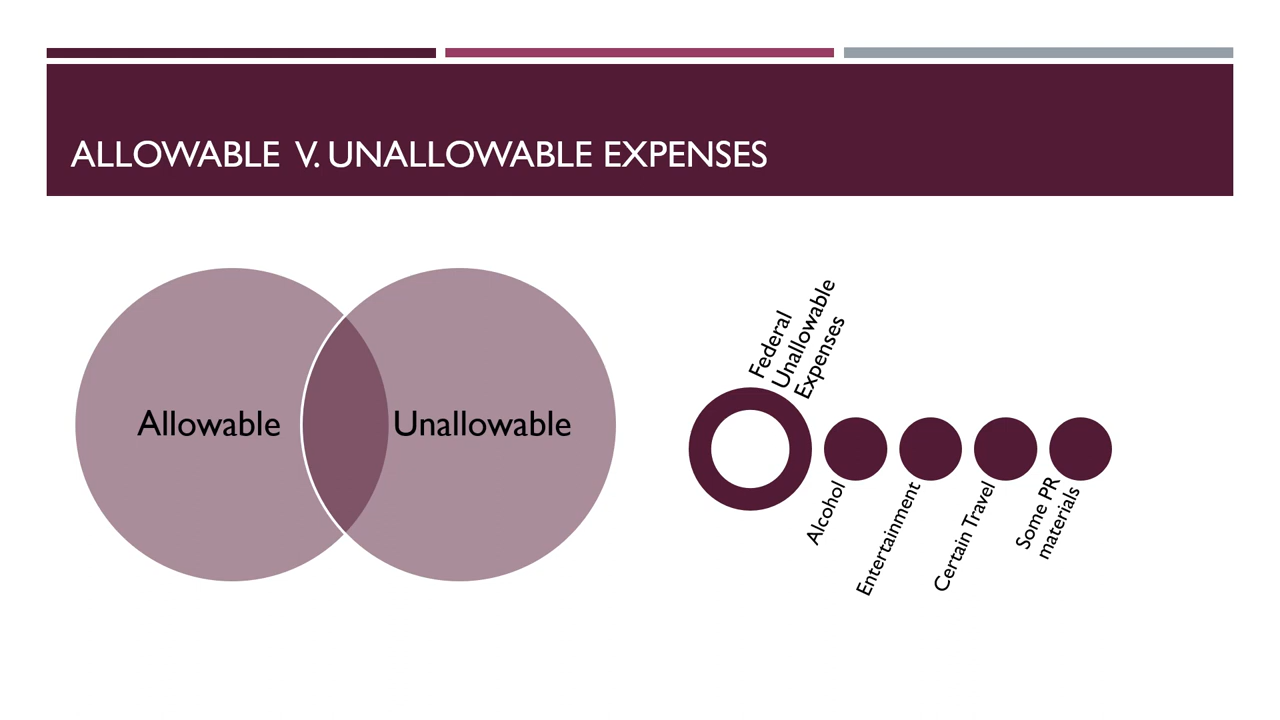 ALLOWABLE V. UNALLOWABLE EXPENSES
Allowable
Unallowable
Federal
Unallowable
Expenses
Alcohol
Entertainment
Certain Travel
Some PR
materials